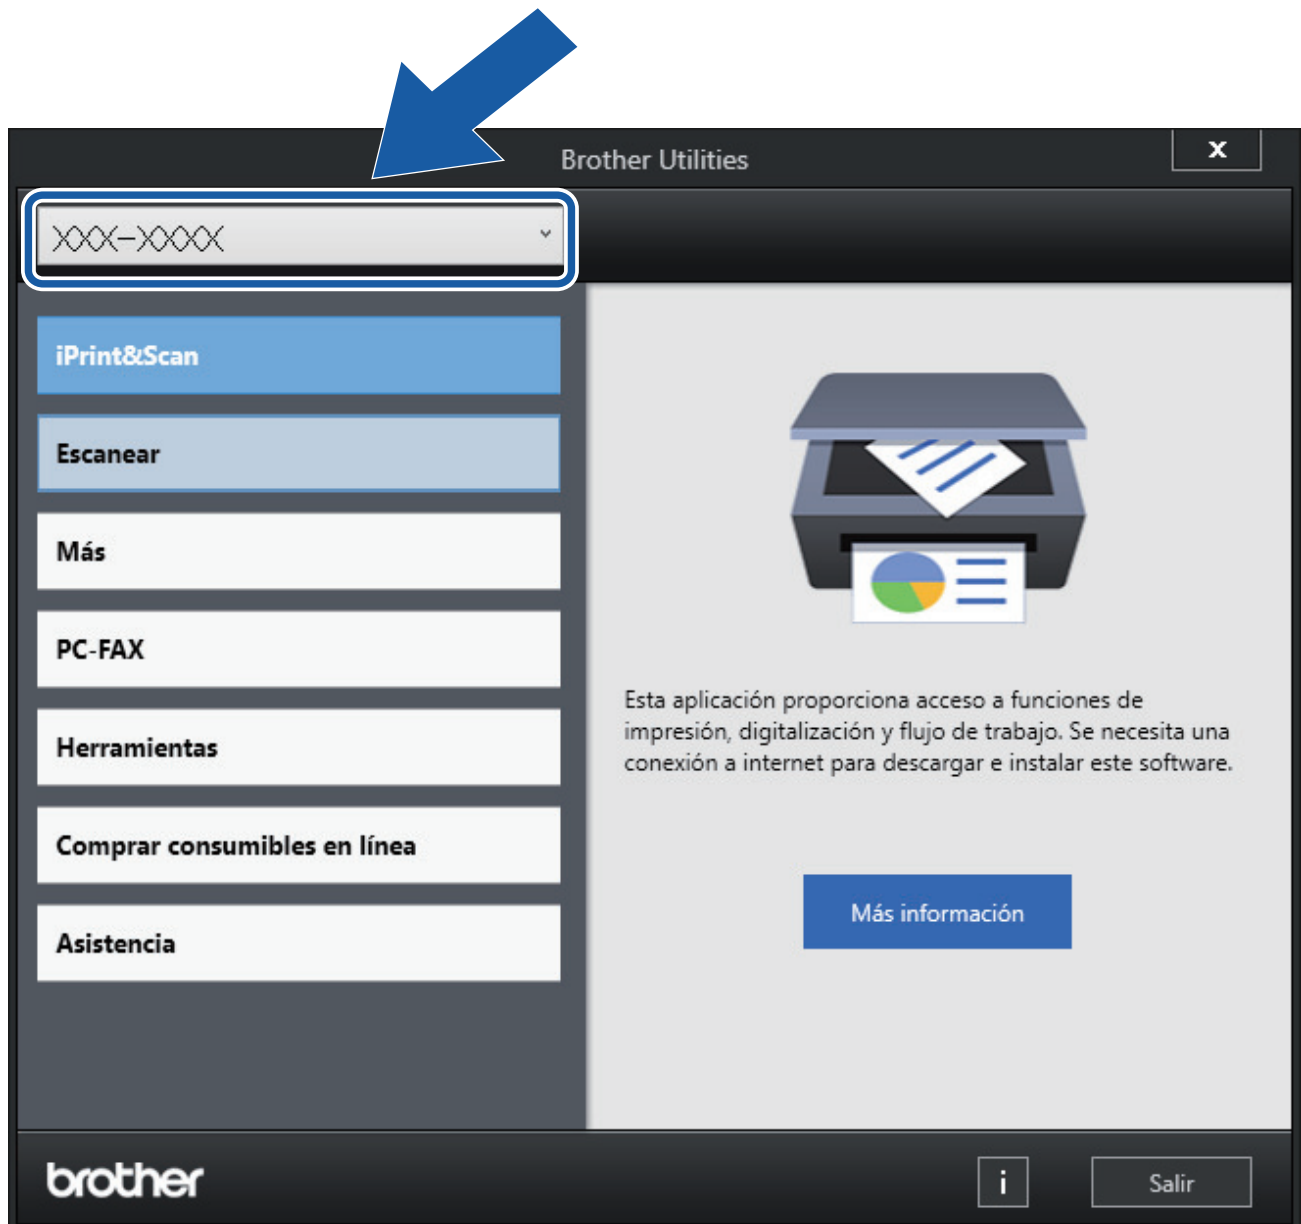 Brother Utilities
x
XXX-XXXX
iPrint&Scan
Escanear
Más
PC-FAX
Herramientas
Comprar consumibles en línea
Asistencia
Esta aplicación proporciona acceso a funciones de
impresión, digitalización y flujo de trabajo. Se necesita una
conexión a internet para descargar e instalar este software.
Más información
brother
i
Salir